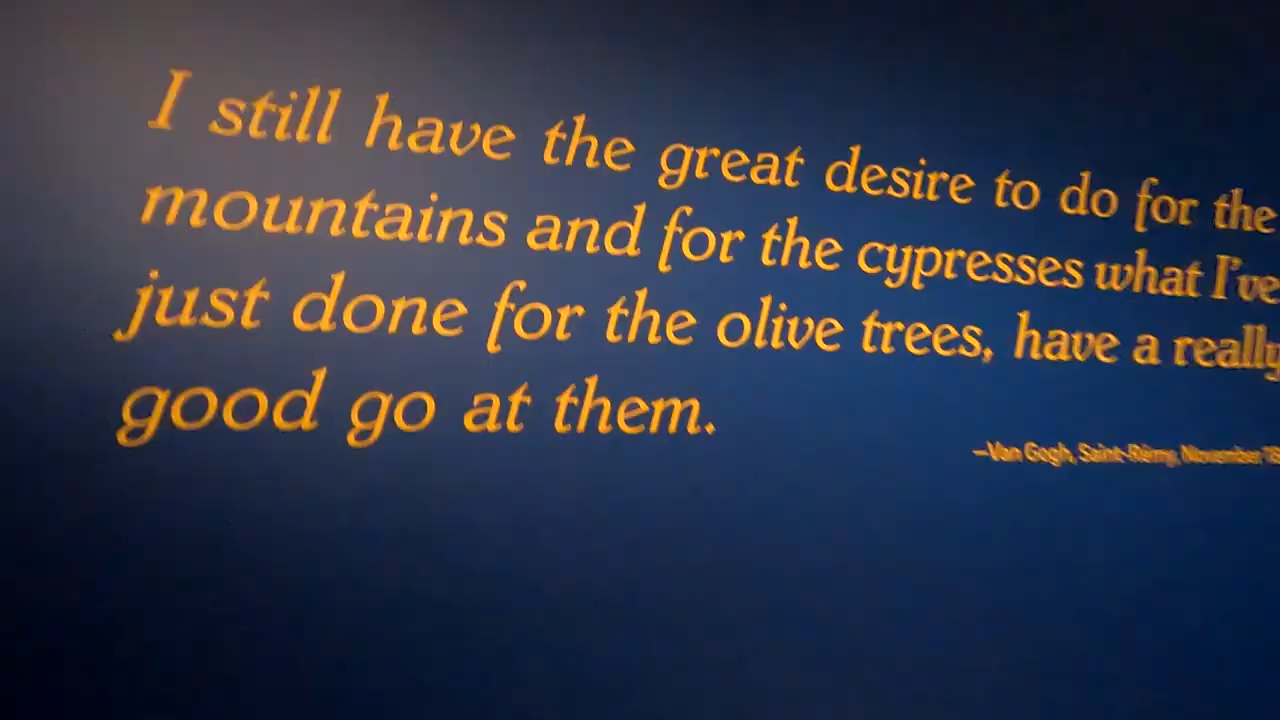 I still have the great desire to do for the
mountains and for the cypresses what I've
just done for the olive trees, have a really
good go at them.
—Van Gogh, Saint-Rémy, November 18